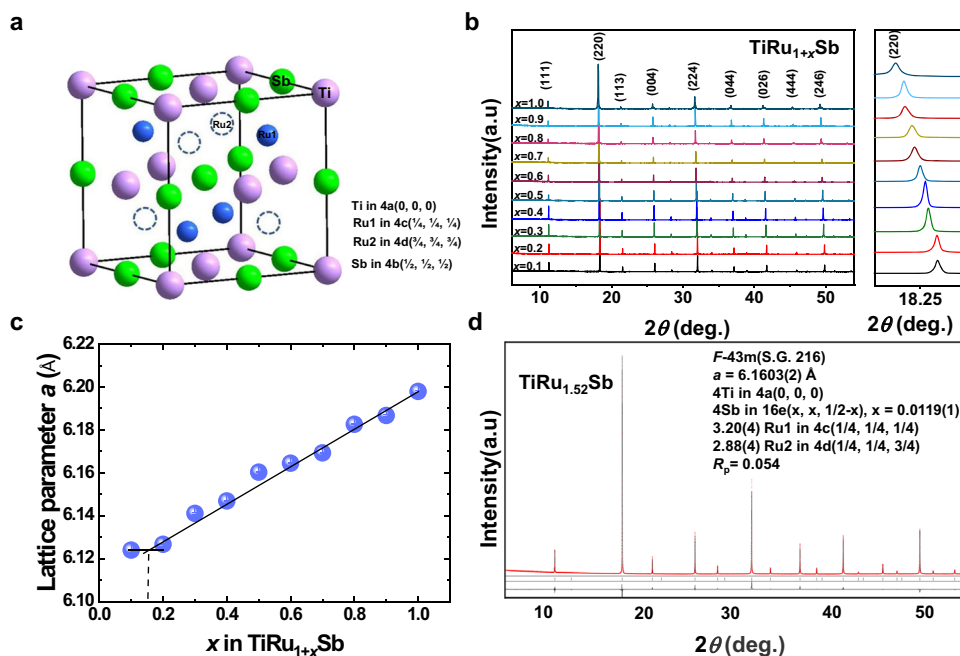 a
Sb
Ti
Ru2
Ru1
Ti in 4a(0, 0, 0)
Ru1 in 4c(¼, ¼, ¼)
Ru2 in 4d(¾, ¾, ¾)
Sb in 4b(½, ½, ½)
b
TiRu1+xSb
(111)
(220)
(113)
(004)
(224)
(044)
(026)
(444)
(246)
x=1.0
x=0.9
x=0.8
x=0.7
x=0.6
x=0.5
x=0.4
x=0.3
x=0.2
x=0.1
Intensity(a.u)
10 20 30 40 50
2θ (deg.)
(220)
18.25
2θ (deg.)
c
6.22
6.20
6.18
6.16
6.14
6.12
6.10
Lattice parameter a (Å)
0.0 0.2 0.4 0.6 0.8 1.0
x in TiRu1+xSb
d
TiRu1.52Sb
F-43m(S.G. 216)
a = 6.1603(2) Å
4Ti in 4a(0, 0, 0)
4Sb in 16e(x, x, 1/2-x), x = 0.0119(1)
3.20(4) Ru1 in 4c(1/4, 1/4, 1/4)
2.88(4) Ru2 in 4d(1/4, 1/4, 3/4)
Rp= 0.054
Intensity(a.u)
10 20 30 40 50
2θ (deg.)